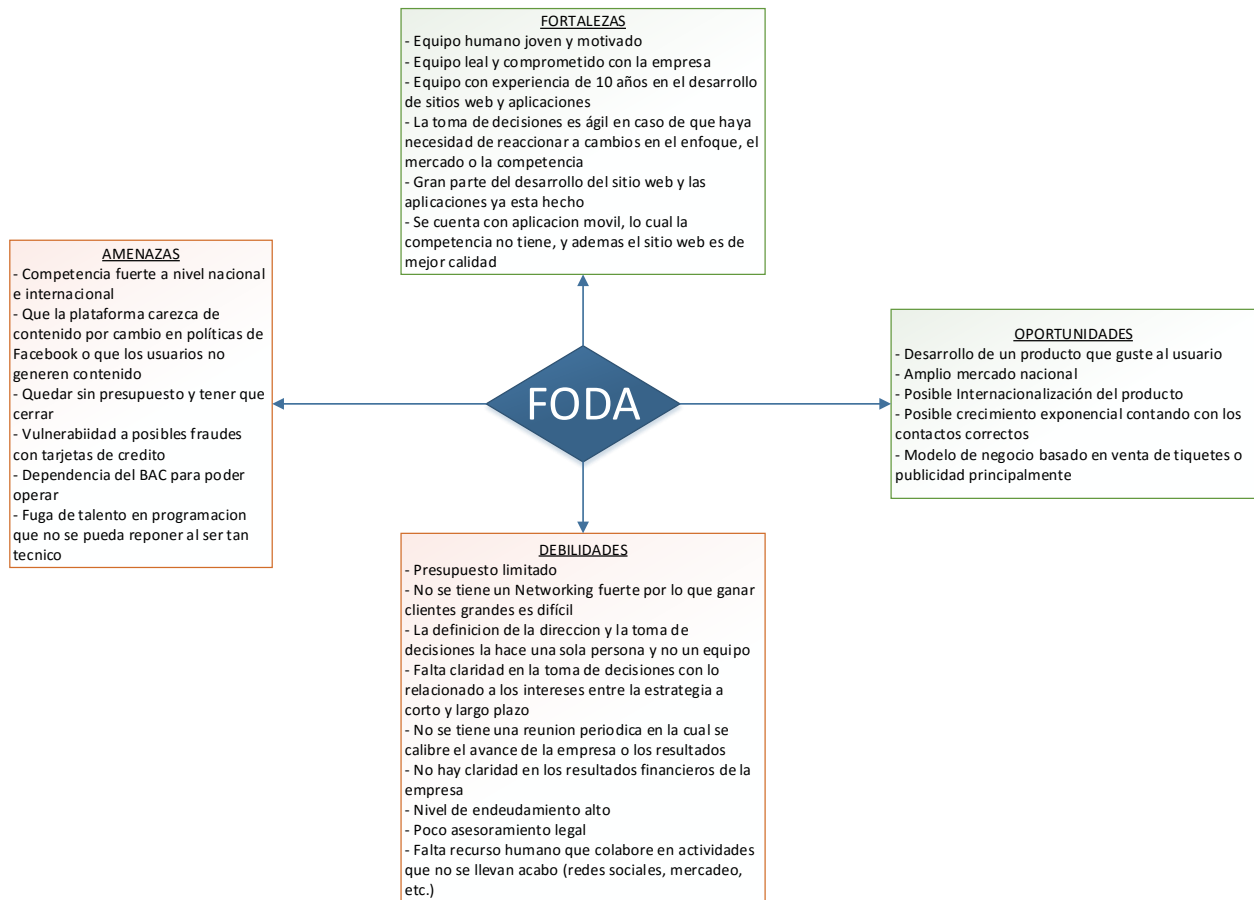 FORTALEZAS
- Equipo humano joven y motivado
- Equipo leal y comprometido con la empresa
- Equipo con experiencia de 10 años en el desarrollo
de sitios web y aplicaciones
- La toma de decisiones es ágil en caso de que haya
necesidad de reaccionar a cambios en el enfoque, el
mercado o la competencia
- Gran parte del desarrollo del sitio web y las
aplicaciones ya esta hecho
- Se cuenta con aplicacion movil, lo cual la
competencia no tiene, y ademas el sitio web es de
mejor calidad
AMENAZAS
- Competencia fuerte a nivel nacional
e internacional
- Que la plataforma carezca de
contenido por cambio en políticas de
Facebook o que los usuarios no
generen contenido
- Quedar sin presupuesto y tener que
cerrar
- Vulnerabiidad a posibles fraudes
con tarjetas de credito
- Dependencia del BAC para poder
operar
- Fuga de talento en programacion
que no se pueda reponer al ser tan
tecnico
FODA
OPORTUNIDADES
- Desarrollo de un producto que guste al usuario
- Amplio mercado nacional
- Posible Internacionalización del producto
- Posible crecimiento exponencial contando con los
contactos correctos
- Modelo de negocio basado en venta de tiquetes o
publicidad principalmente
DEBILIDADES
- Presupuesto limitado
- No se tiene un Networking fuerte por lo que ganar
clientes grandes es difícil
- La definicion de la direccion y la toma de
decisiones la hace una sola persona y no un equipo
- Falta claridad en la toma de decisiones con lo
relacionado a los intereses entre la estrategia a
corto y largo plazo
- No se tiene una reunion periodica en la cual se
calibre el avance de la empresa o los resultados
- No hay claridad en los resultados financieros de la
empresa
- Nivel de endeudamiento alto
- Poco asesoramiento legal
- Falta recurso humano que colabore en actividades
que no se llevan acabo (redes sociales, mercadeo,
etc.)